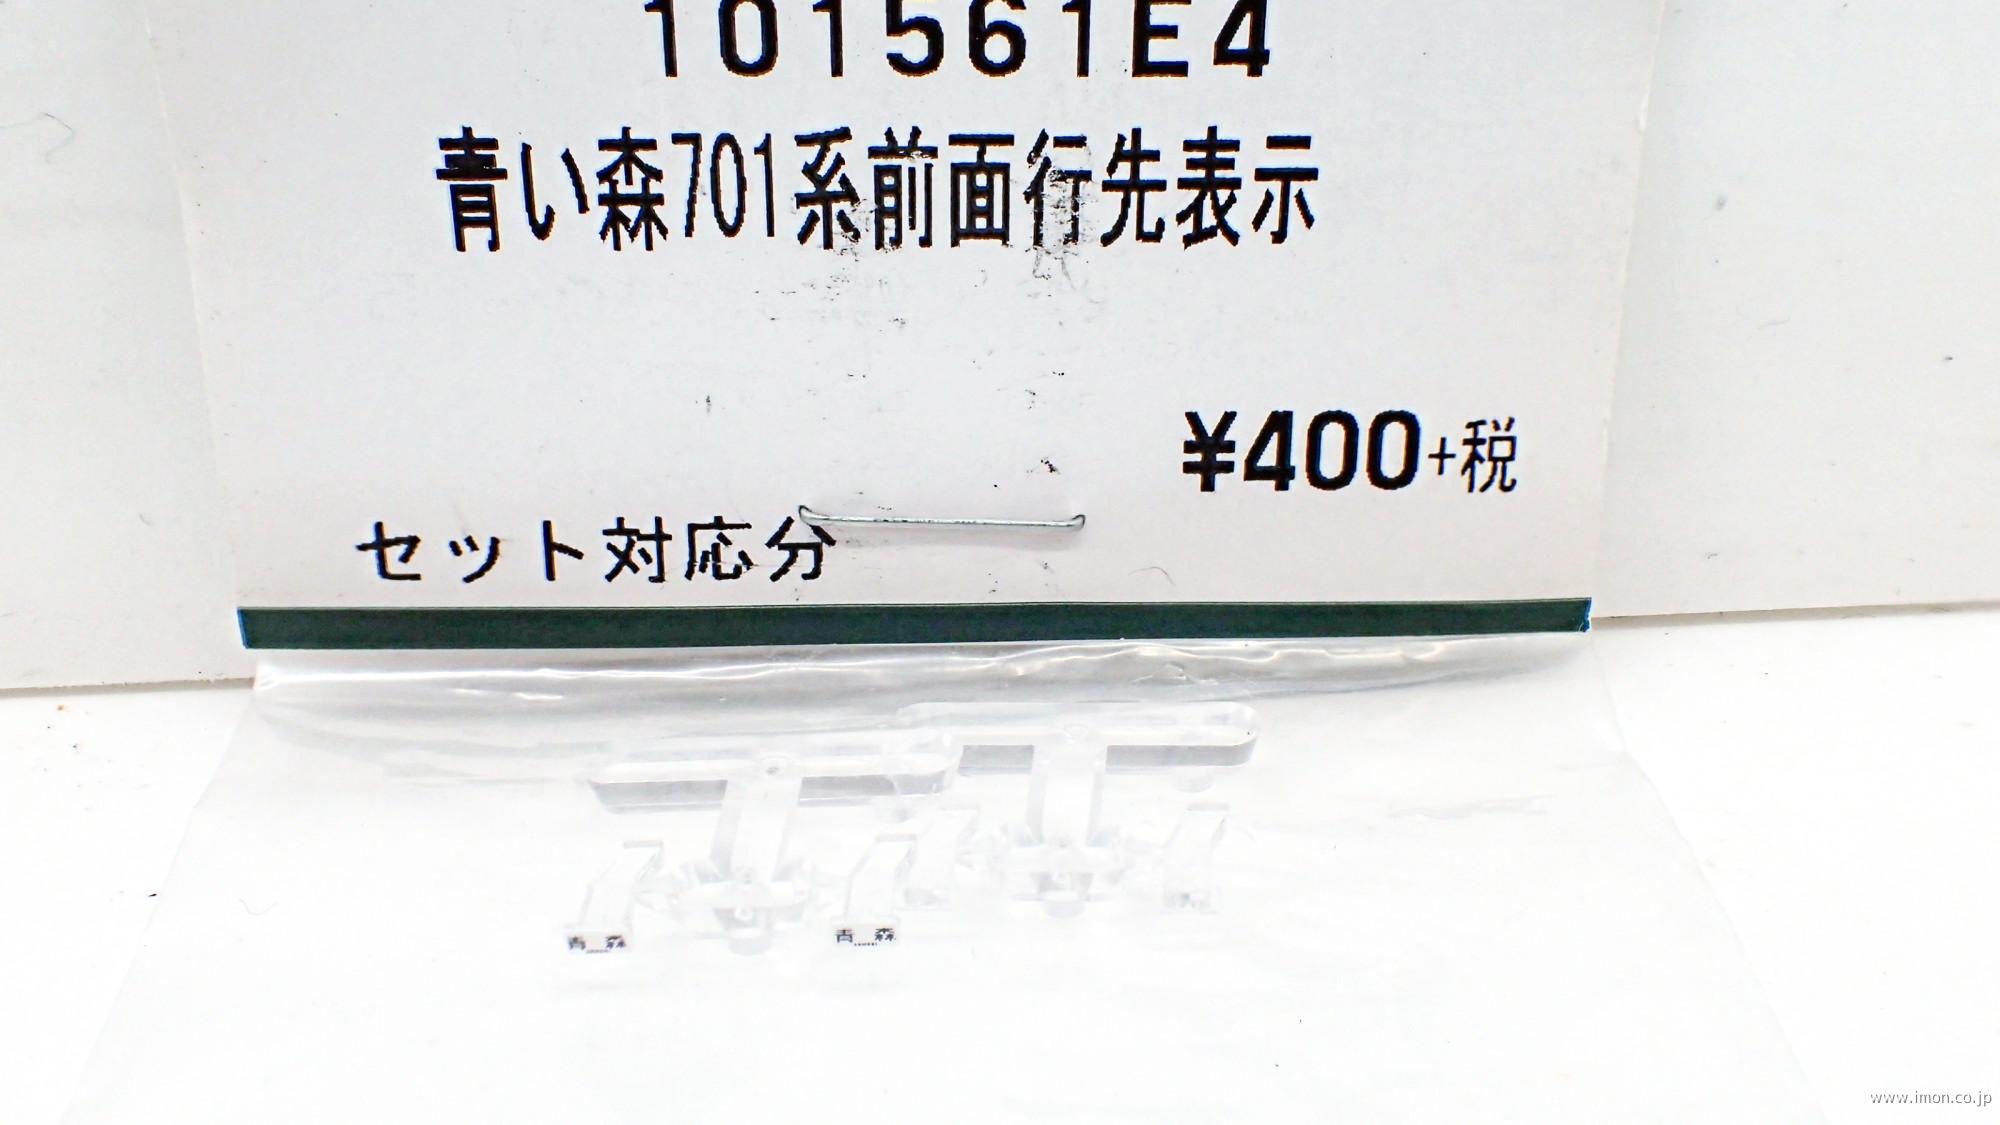 101561E4
青い森701系前面行先表示
¥400+税
セット対応分
青森
青森
www.imon.co.jp